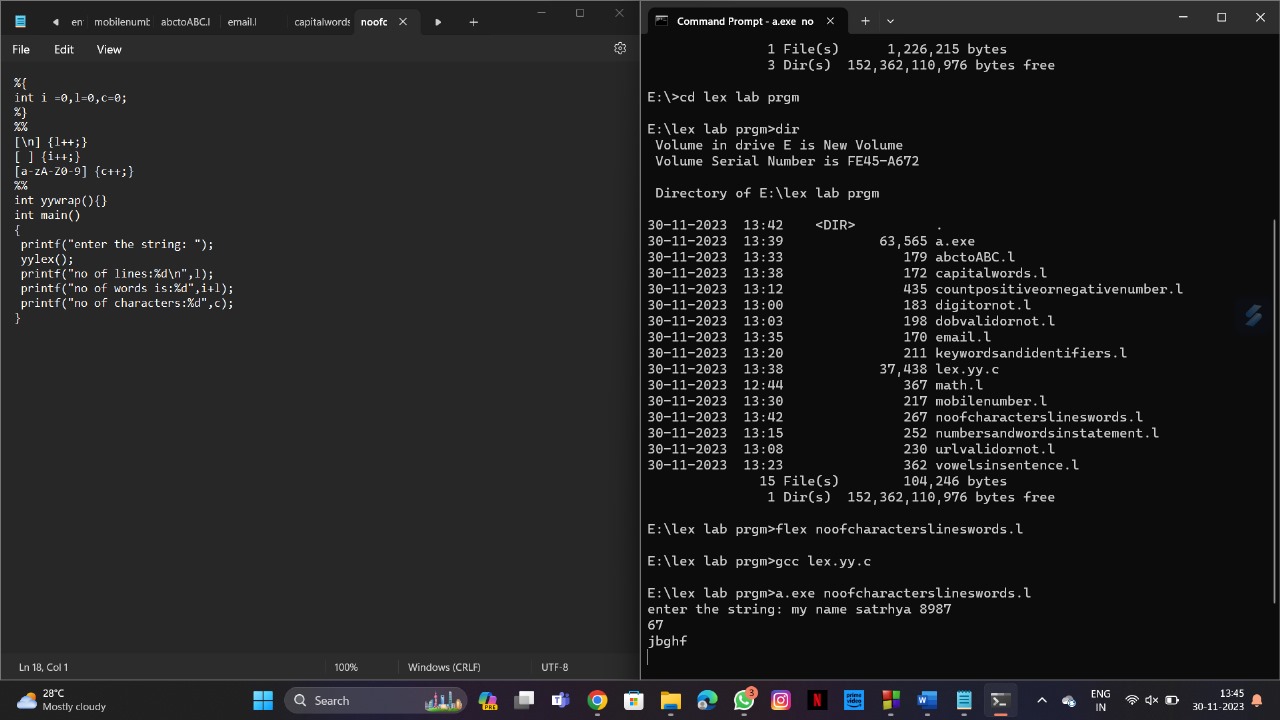 en mobilenumb abctoABC.l email.l capitalwords noofc
File Edit View
%{
int i =0,l=0,c=0;
%}
%%
[\n] {l++;}
[ ] {i++;}
[a-zA-Z0-9] {c++;}
%%
int yywrap(){}
int main()
{
printf("enter the string: ");
yylex();
printf("no of lines:%d\n",l);
printf("no of words is:%d",i+l);
printf("no of characters:%d",c);
}
Ln 18, Col 1 100% Windows (CRLF) UTF-8
Command Prompt - a.exe no
1 File(s) 1,226,215 bytes
3 Dir(s) 152,362,110,976 bytes free
E:\>cd lex lab prgm
E:\lex lab prgm>dir
Volume in drive E is New Volume
Volume Serial Number is FE45-A672
Directory of E:\lex lab prgm
30-11-2023 13:42 <DIR> .
30-11-2023 13:39 63,565 a.exe
30-11-2023 13:33 179 abctoABC.l
30-11-2023 13:38 172 capitalwords.l
30-11-2023 13:12 435 countpositiveornegativenumber.l
30-11-2023 13:00 183 digitornot.l
30-11-2023 13:03 198 dobvalidornot.l
30-11-2023 13:35 170 email.l
30-11-2023 13:20 211 keywordsandidentifiers.l
30-11-2023 13:38 37,438 lex.yy.c
30-11-2023 12:44 367 math.l
30-11-2023 13:30 217 mobilenumber.l
30-11-2023 13:42 267 noofcharacterslineswords.l
30-11-2023 13:15 252 numbersandwordsinstatement.l
30-11-2023 13:08 230 urlvalidornot.l
30-11-2023 13:23 362 vowelsinsentence.l
15 File(s) 104,246 bytes
1 Dir(s) 152,362,110,976 bytes free
E:\lex lab prgm>flex noofcharacterslineswords.l
E:\lex lab prgm>gcc lex.yy.c
E:\lex lab prgm>a.exe noofcharacterslineswords.l
enter the string: my name satrhya 8987
67
jbghf
28°C
Mostly cloudy
Search
PRE
3
N
prime video
ENG
IN
13:45
30-11-2023